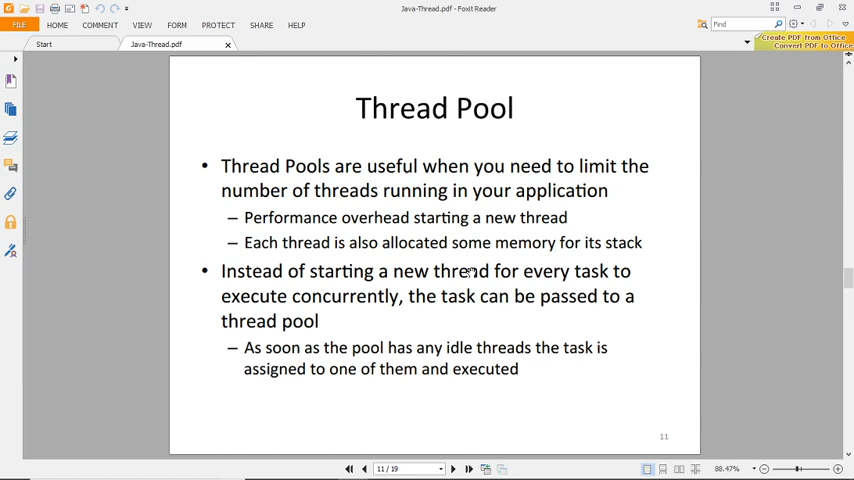 Java-Thread.pdf - Foxit Reader
FILE HOME COMMENT VIEW FORM PROTECT SHARE HELP
Find
Start
Java-Thread.pdf
Create PDF from Office
Convert PDF to Office
Thread Pool
• Thread Pools are useful when you need to limit the
number of threads running in your application
– Performance overhead starting a new thread
– Each thread is also allocated some memory for its stack
• Instead of starting a new thread for every task to
execute concurrently, the task can be passed to a
thread pool
– As soon as the pool has any idle threads the task is
assigned to one of them and executed
11
11 / 19
88.47%